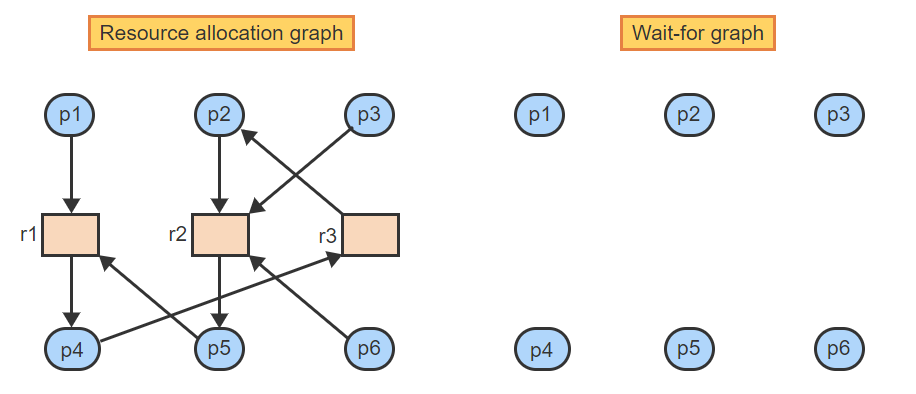 Resource allocation graph
Wait-for graph
p1 p2 p3 p1 p2 p3
r1 r2 r3
p4 p5 p6 p4 p5 p6